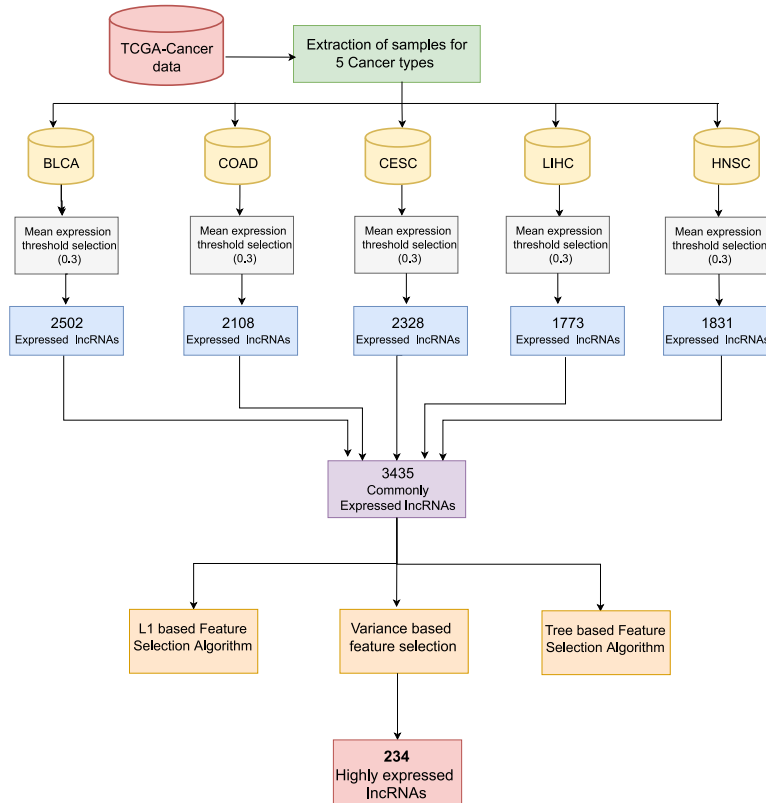 TCGA-Cancer
data
Extraction of samples for
5 Cancer types
BLCA
COAD
CESC
LIHC
HNSC
Mean expression
threshold selection
(0.3)
Mean expression
threshold selection
(0.3)
Mean expression
threshold selection
(0.3)
Mean expression
threshold selection
(0.3)
Mean expression
threshold selection
(0.3)
2502
Expressed lncRNAs
2108
Expressed lncRNAs
2328
Expressed lncRNAs
1773
Expressed lncRNAs
1831
Expressed lncRNAs
3435
Commonly
Expressed lncRNAs
L1 based Feature
Selection Algorithm
Variance based
feature selection
Tree based Feature
Selection Algorithm
234
Highly expressed
lncRNAs